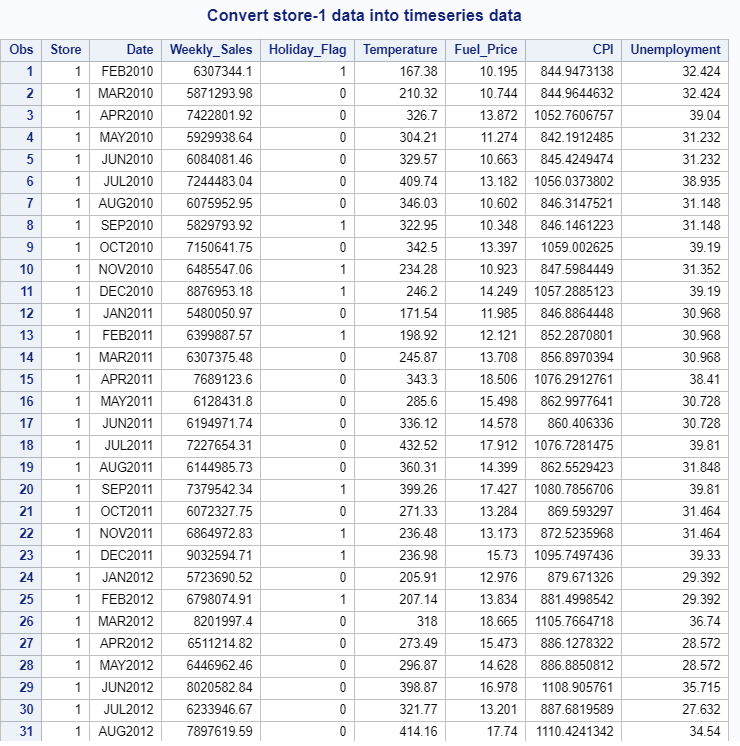 Convert store-1 data into timeseries data
Obs Store Date Weekly_Sales Holiday_Flag Temperature Fuel_Price CPI Unemployment
1 1 FEB2010 6307344.1 1 167.38 10.195 844.9473138 32.424
2 1 MAR2010 5871293.98 0 210.32 10.744 844.9644632 32.424
3 1 APR2010 7422801.92 0 326.7 13.872 1052.7606757 39.04
4 1 MAY2010 5929938.64 0 304.21 11.274 842.1912485 31.232
5 1 JUN2010 6084081.46 0 329.57 10.663 845.4249474 31.232
6 1 JUL2010 7244483.04 0 409.74 13.182 1056.0373802 38.935
7 1 AUG2010 6075952.95 0 346.03 10.602 846.3147521 31.148
8 1 SEP2010 5829793.92 1 322.95 10.348 846.1461223 31.148
9 1 OCT2010 7150641.75 0 342.5 13.397 1059.002625 39.19
10 1 NOV2010 6485547.06 1 234.28 10.923 847.5984449 31.352
11 1 DEC2010 8876953.18 1 246.2 14.249 1057.2885123 39.19
12 1 JAN2011 5480050.97 0 171.54 11.985 846.8864448 30.968
13 1 FEB2011 6399887.57 1 198.92 12.121 852.2870801 30.968
14 1 MAR2011 6307375.48 0 245.87 13.708 856.8970394 30.968
15 1 APR2011 7689123.6 0 343.3 18.506 1076.2912761 38.41
16 1 MAY2011 6128431.8 0 285.6 15.498 862.9977641 30.728
17 1 JUN2011 6194971.74 0 336.12 14.578 860.406336 30.728
18 1 JUL2011 7227654.31 0 432.52 17.912 1076.7281475 39.81
19 1 AUG2011 6144985.73 0 360.31 14.399 862.5529423 31.848
20 1 SEP2011 7379542.34 1 399.26 17.427 1080.7856706 39.81
21 1 OCT2011 6072327.75 0 271.33 13.284 869.593297 31.464
22 1 NOV2011 6864972.83 1 236.48 13.173 872.5235968 31.464
23 1 DEC2011 9032594.71 1 236.98 15.73 1095.7497436 39.33
24 1 JAN2012 5723690.52 0 205.91 12.976 879.671326 29.392
25 1 FEB2012 6798074.91 1 207.14 13.834 881.4998542 29.392
26 1 MAR2012 8201997.4 0 318 18.665 1105.7664718 36.74
27 1 APR2012 6511214.82 0 273.49 15.473 886.1278322 28.572
28 1 MAY2012 6446962.46 0 296.87 14.628 886.8850812 28.572
29 1 JUN2012 8020582.84 0 398.87 16.978 1108.905761 35.715
30 1 JUL2012 6233946.67 0 321.77 13.201 887.6819589 27.632
31 1 AUG2012 7897619.59 0 414.16 17.74 1110.4241342 34.54